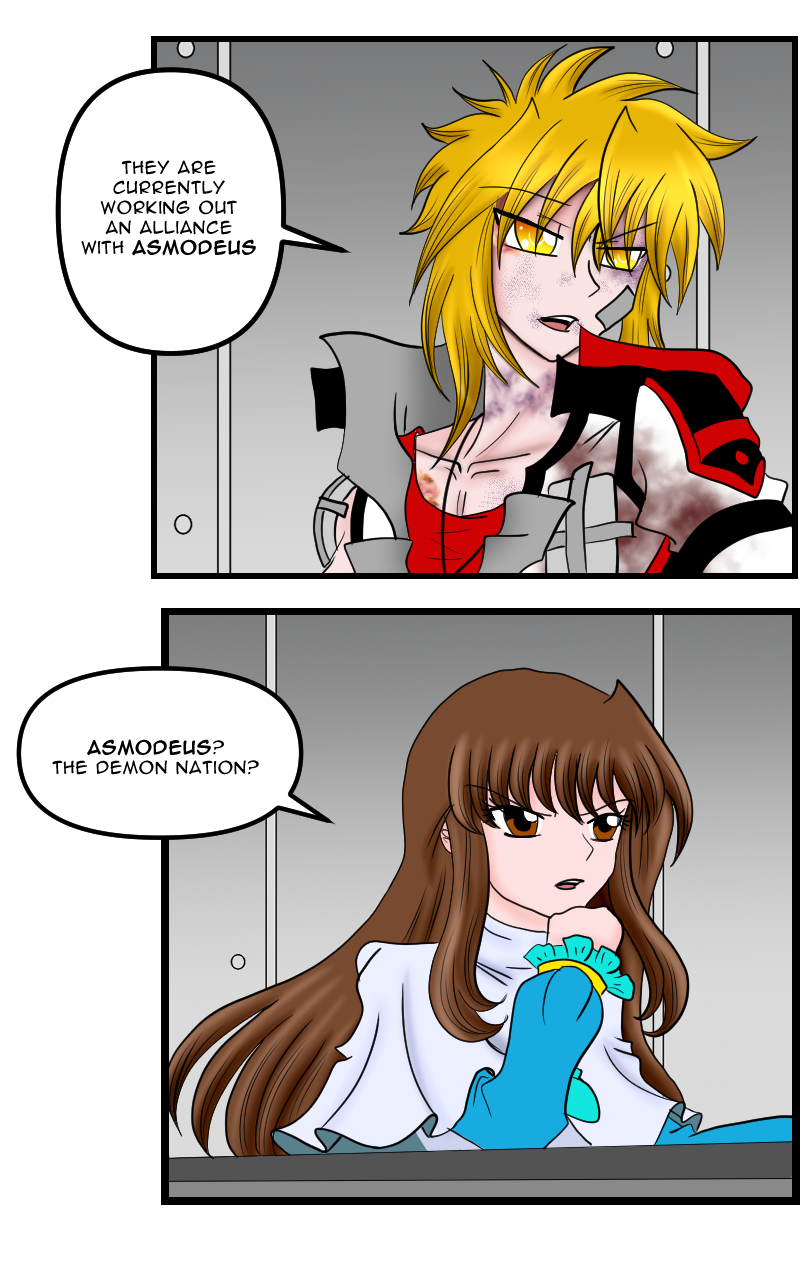 THEY ARE
CURRENTLY
WORKING OUT
AN ALLIANCE
WITH ASMODEUS
ASMODEUS?
THE DEMON NATION?